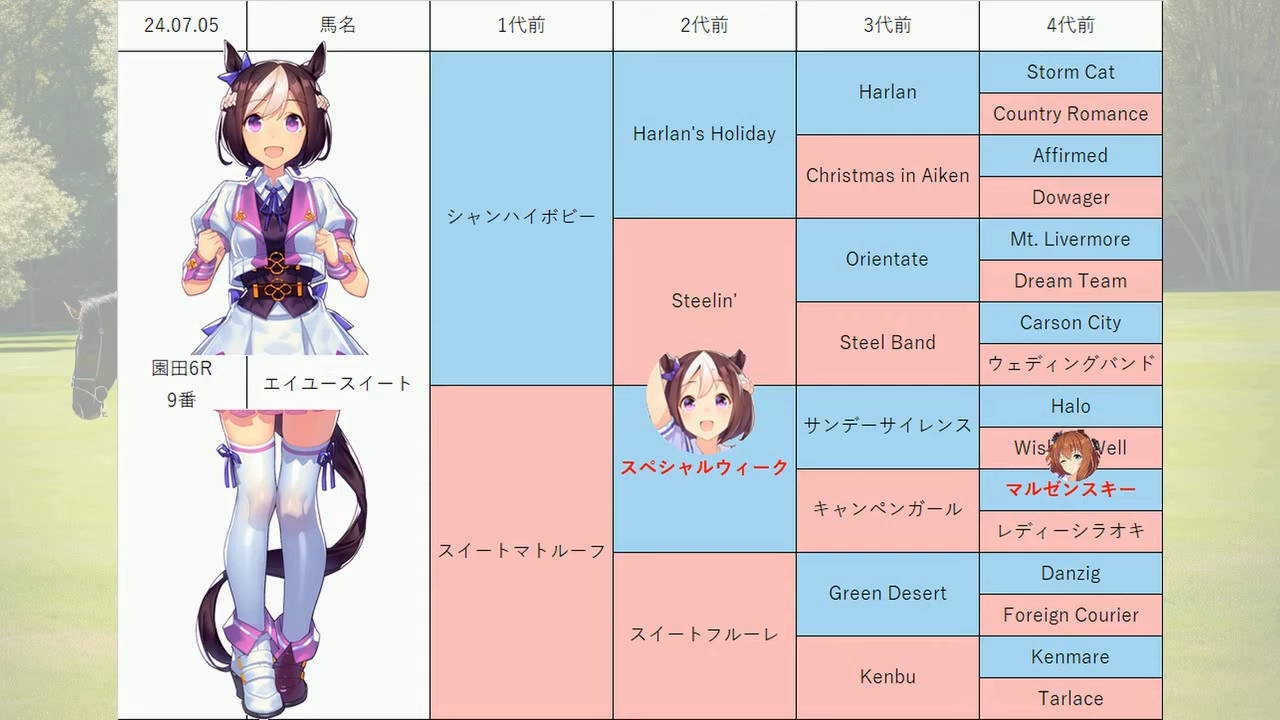 24.07.05 馬名 1代前 2代前 3代前 4代前
園田6R
9番
エイユースイート
シャンハイボビー
スイートマトルーフ
Harlan's Holiday
Steelin'
スペシャルウィーク
スイートフルーレ
Harlan
Christmas in Aiken
Orientate
Steel Band
サンデーサイレンス
キャンペンガール
Green Desert
Kenbu
Storm Cat
Country Romance
Affirmed
Dowager
Mt. Livermore
Dream Team
Carson City
ウェディングバンド
Halo
マルゼンスキー
レディーシラオキ
Danzig
Foreign Courier
Kenmare
Tarlace